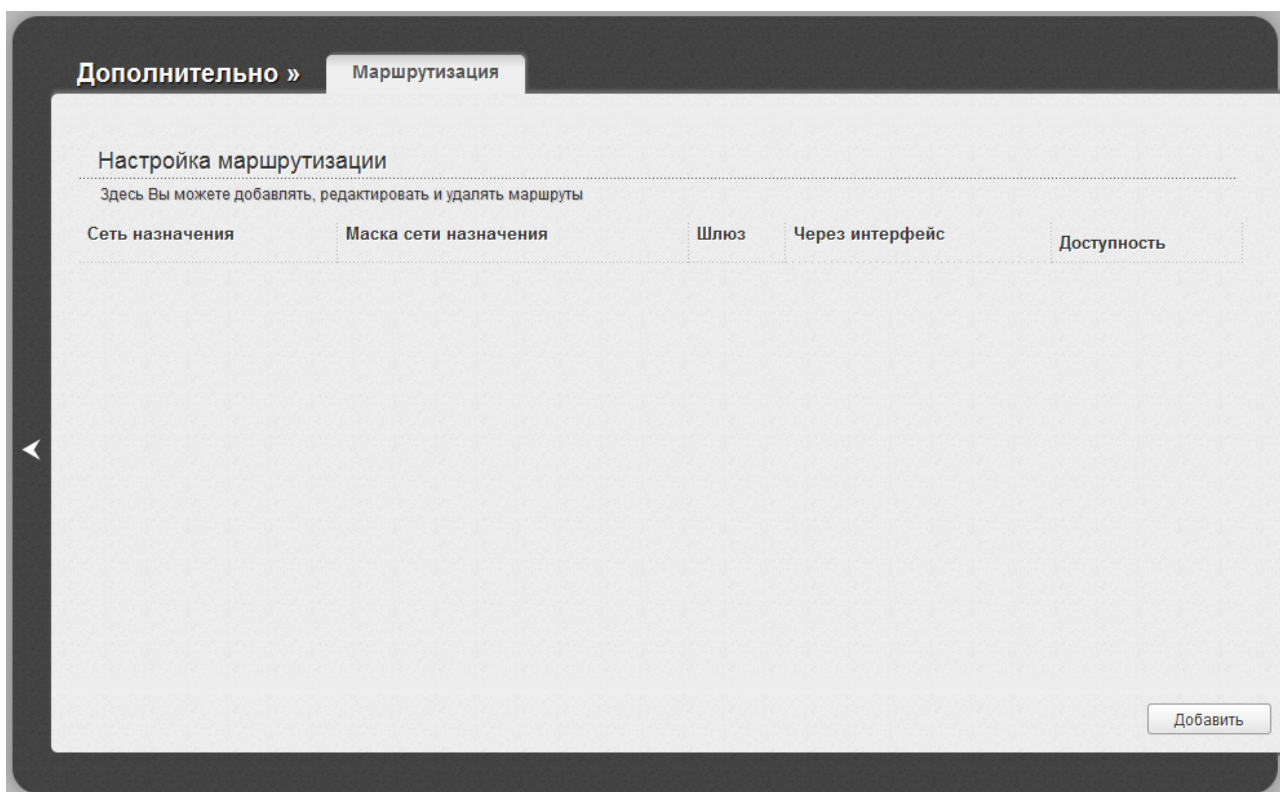 Дополнительно »
Маршрутизация
Настройка маршрутизации
Здесь Вы можете добавлять, редактировать и удалять маршруты
Сеть назначения
Маска сети назначения
Шлюз
Через интерфейс
Доступность
Добавить